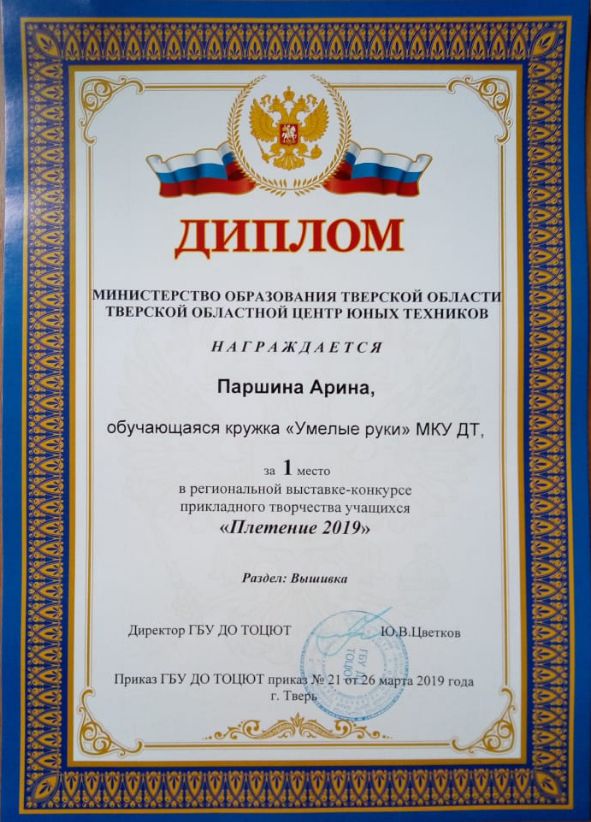 ДИПЛОМ
МИНИСТЕРСТВО ОБРАЗОВАНИЯ ТВЕРСКОЙ ОБЛАСТИ
ТВЕРСКОЙ ОБЛАСТНОЙ ЦЕНТР ЮНЫХ ТЕХНИКОВ
НАГРАЖДАЕТСЯ
Паршина Арина,
обучающаяся кружка «Умелые руки» МКУ ДТ,
за 1 место
в региональной выставке-конкурсе
прикладного творчества учащихся
«Плетение 2019»
Раздел: Вышивка
Директор ГБУ ДО ТОЦЮТ Ю.В.Цветков
Приказ ГБУ ДО ТОЦЮТ приказ № 21 от 26 марта 2019 года
г. Тверь